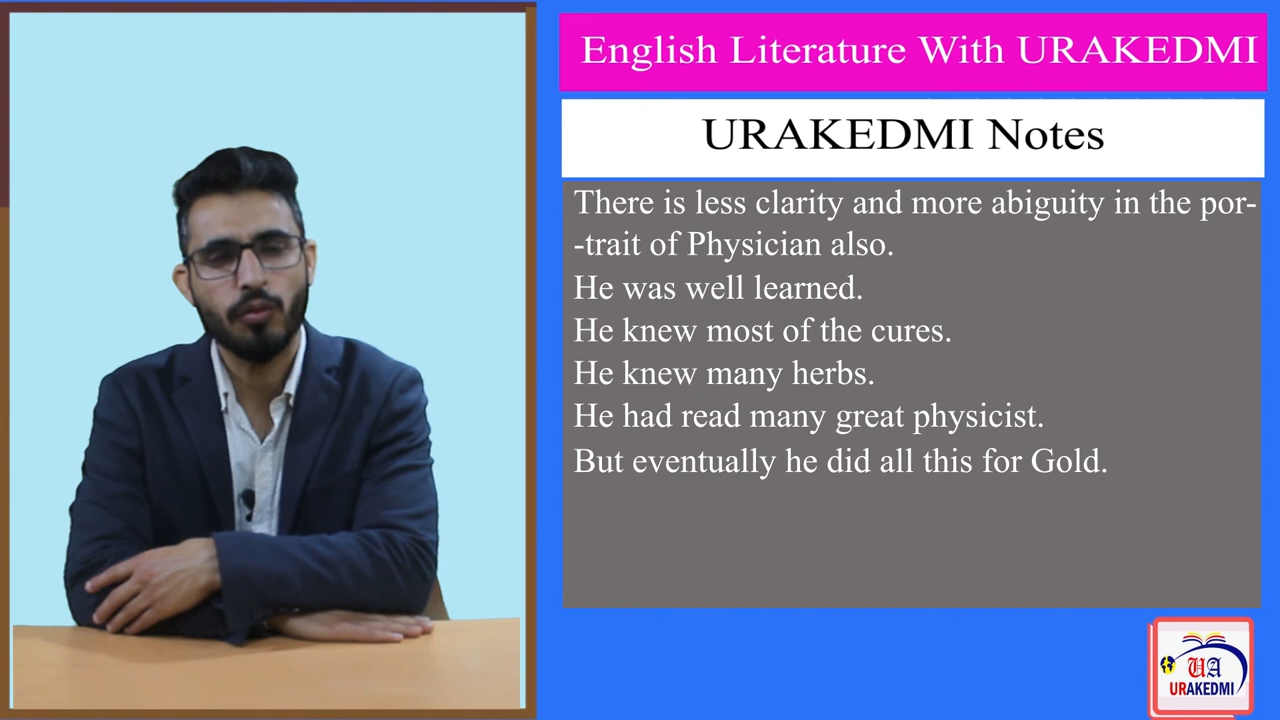 English Literature With URAKEDMI
URAKEDMI Notes
There is less clarity and more abiguity in the por-
-trait of Physician also.
He was well learned.
He knew most of the cures.
He knew many herbs.
He had read many great physicist.
But eventually he did all this for Gold.
UA
URAKEDMI